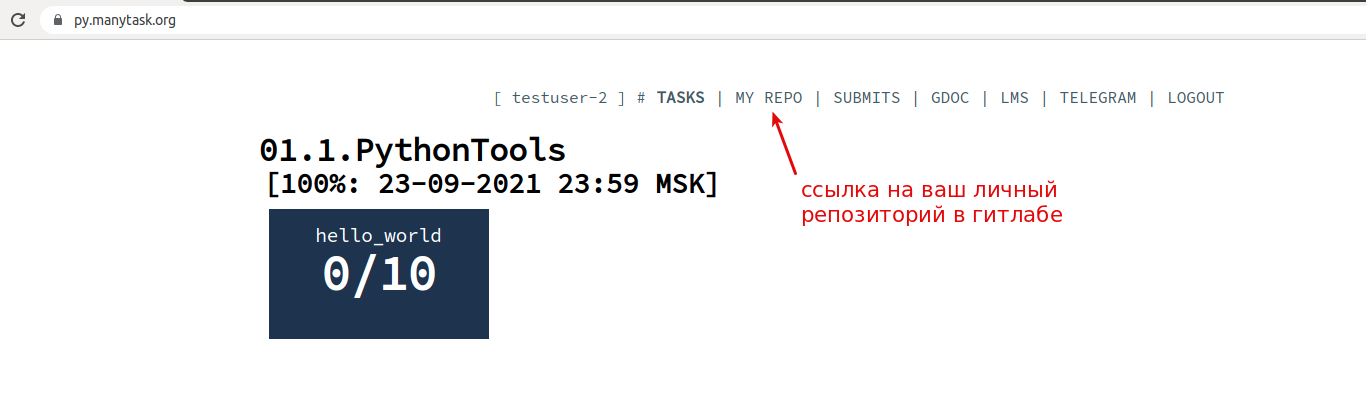 py.manytask.org
[ testuser-2 ] # TASKS | MY REPO | SUBMITS | GDOC | LMS | TELEGRAM | LOGOUT
01.1.PythonTools
[100%: 23-09-2021 23:59 MSK]
ссылка на ваш личный
репозиторий в гитлабе
hello_world
0/10